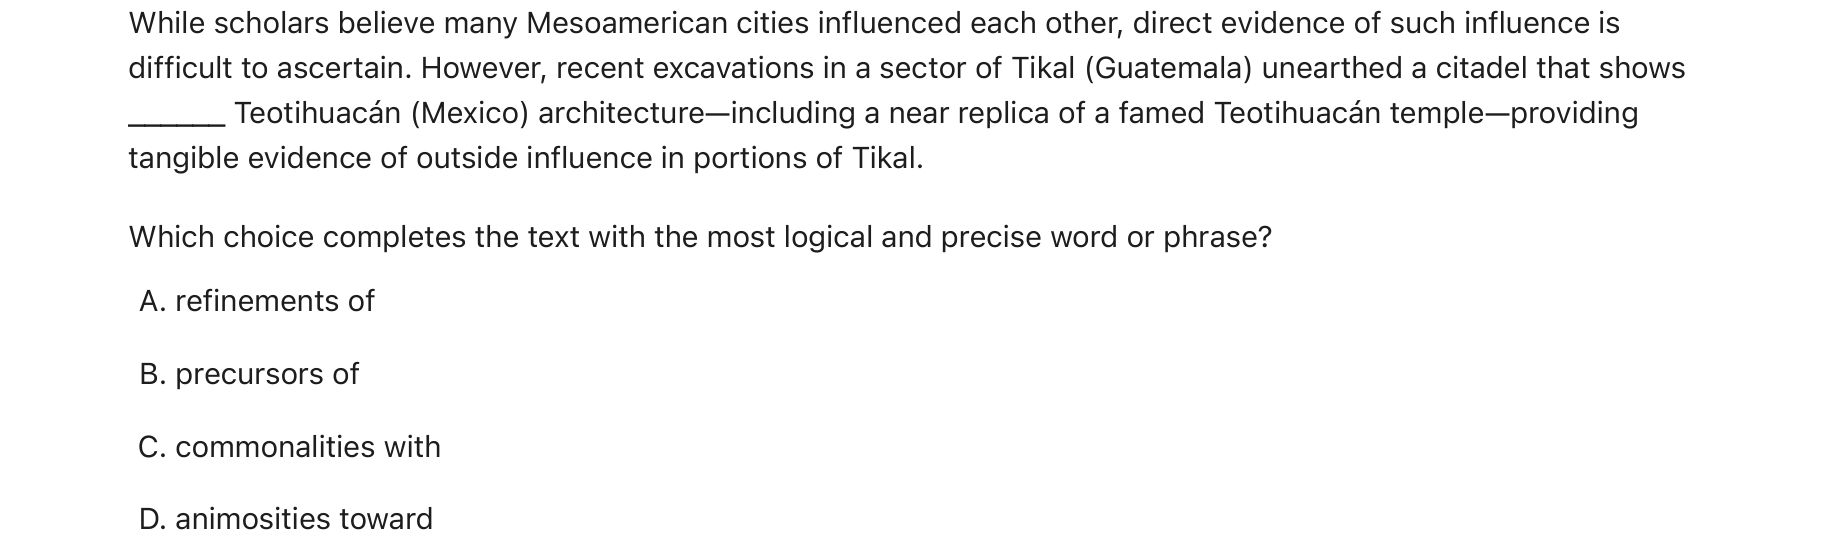 While scholars believe many Mesoamerican cities influenced each other, direct evidence of such influence is
difficult to ascertain. However, recent excavations in a sector of Tikal (Guatemala) unearthed a citadel that shows
______ Teotihuacán (Mexico) architecture—including a near replica of a famed Teotihuacán temple—providing
tangible evidence of outside influence in portions of Tikal.
Which choice completes the text with the most logical and precise word or phrase?
A. refinements of
B. precursors of
C. commonalities with
D. animosities toward